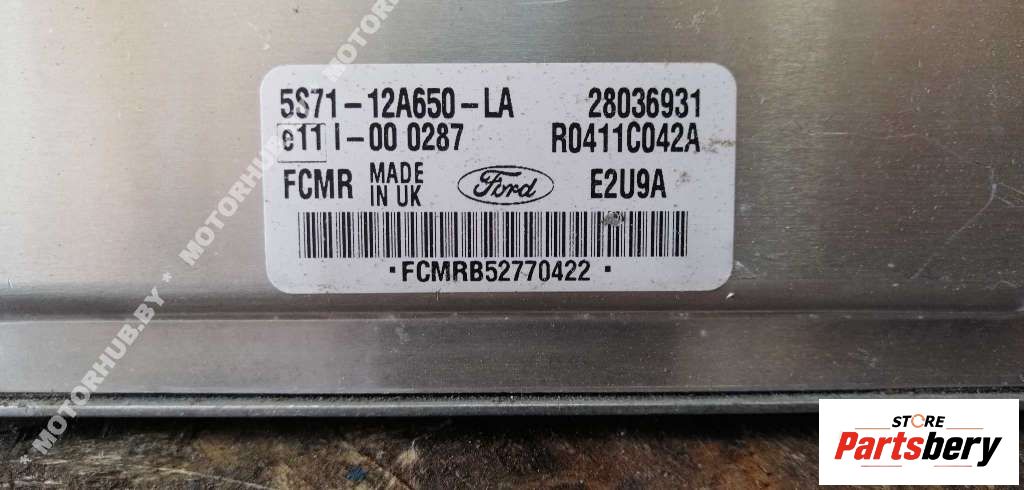 5S71-12A650-LA 28036931
e11 I-00 0287 R0411C042A
FCMR MADE IN UK Ford E2U9A
· FCMRB52770422 ·
* MOTORHUB.BY * MOTORHUB.BY * MOTORHUB.BY
STORE
Partsbery